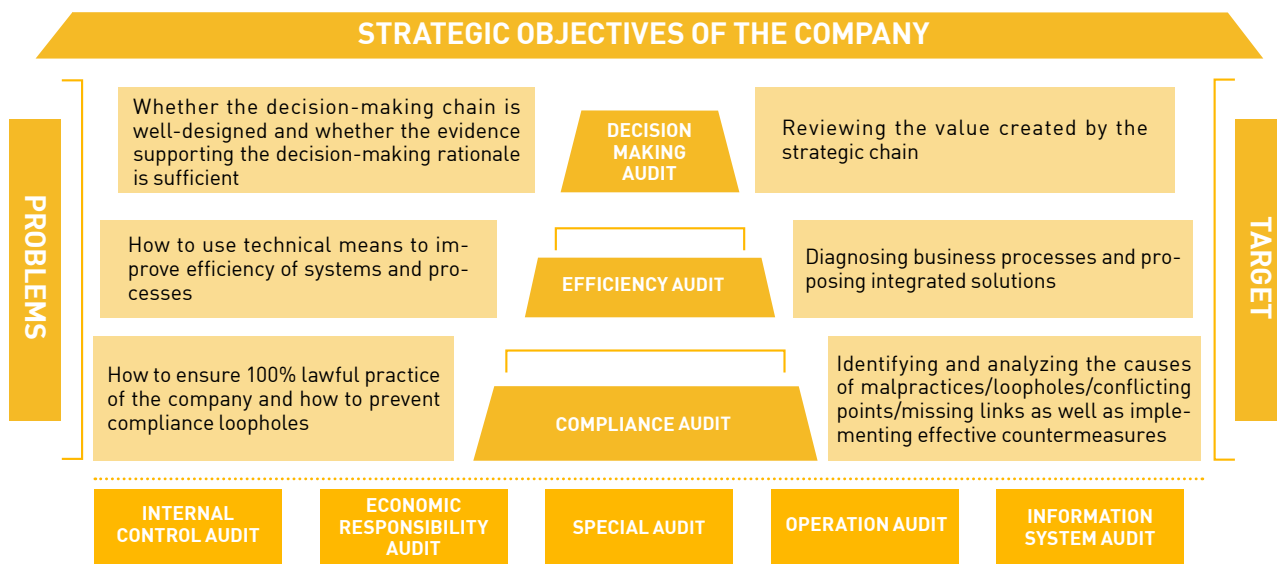 STRATEGIC OBJECTIVES OF THE COMPANY
PROBLEMS
Whether the decision-making chain is
well-designed and whether the evidence
supporting the decision-making rationale
is sufficient
DECISION
MAKING
AUDIT
Reviewing the value created by the
strategic chain
How to use technical means to im-
prove efficiency of systems and pro-
cesses
EFFICIENCY AUDIT
Diagnosing business processes and pro-
posing integrated solutions
How to ensure 100% lawful practice
of the company and how to prevent
compliance loopholes
COMPLIANCE AUDIT
Identifying and analyzing the causes
of malpractices/loopholes/conflicting
points/missing links as well as imple-
menting effective countermeasures
TARGET
INTERNAL
CONTROL AUDIT
ECONOMIC
RESPONSIBILITY
AUDIT
SPECIAL AUDIT
OPERATION AUDIT
INFORMATION
SYSTEM AUDIT